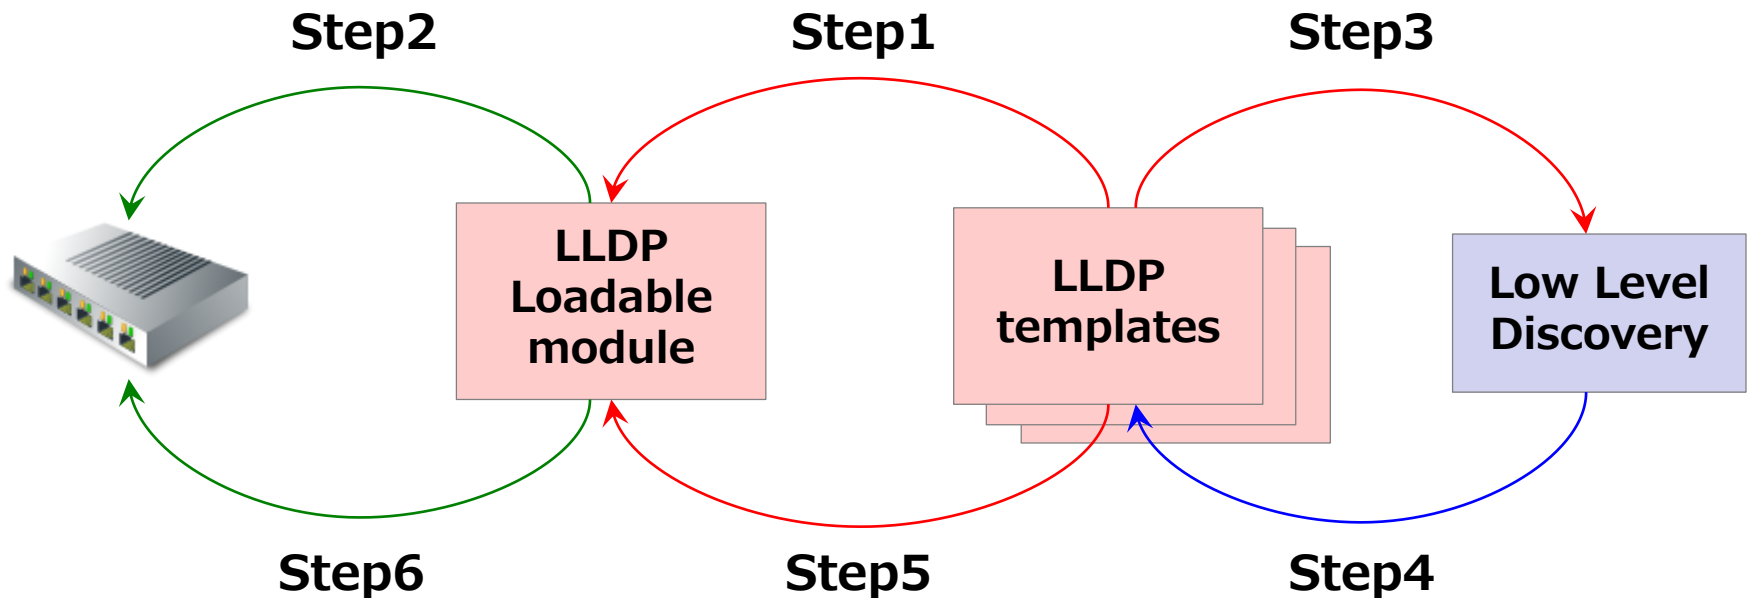 Step2
Step1
Step3
LLDP
Loadable
module
LLDP
templates
Low Level
Discovery
Step6
Step5
Step4